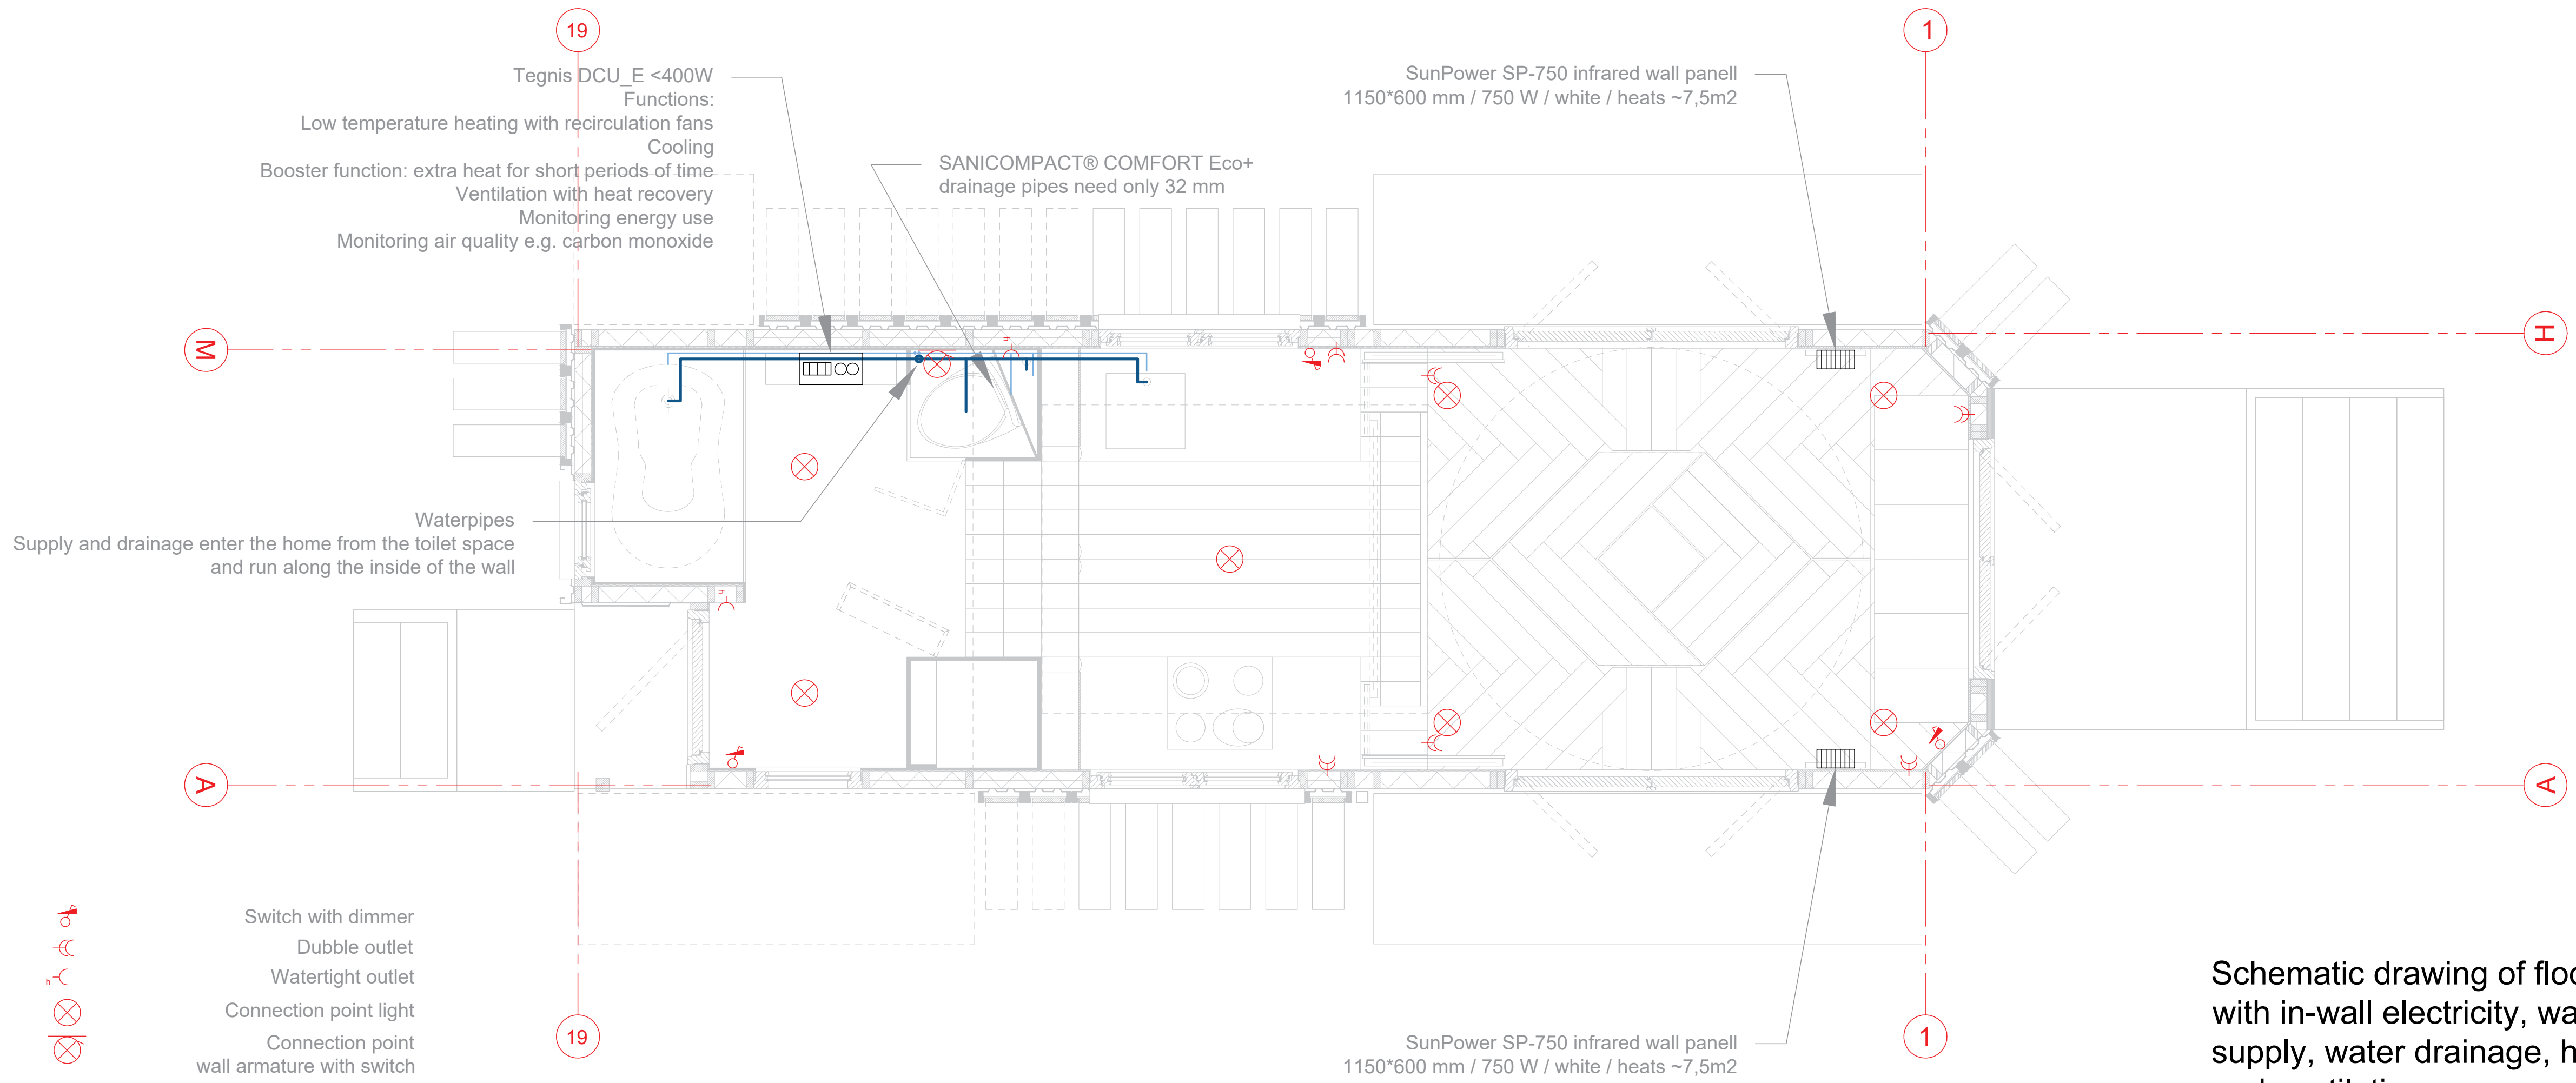 19
1
Tegnis DCU_E <400W
Functions:
Low temperature heating with recirculation fans
Cooling
Booster function: extra heat for short periods of time
Ventilation with heat recovery
Monitoring energy use
Monitoring air quality e.g. carbon monoxide
SANICOMPACT® COMFORT Eco+
drainage pipes need only 32 mm
SunPower SP-750 infrared wall panell
1150*600 mm / 750 W / white / heats ~7,5m2
M
H
h
Waterpipes
Supply and drainage enter the home from the toilet space
and run along the inside of the wall
h
A
A
Switch with dimmer
Dubble outlet
h
Watertight outlet
Connection point light
Connection point
wall armature with switch
19
1
SunPower SP-750 infrared wall panell
1150*600 mm / 750 W / white / heats ~7,5m2
Schematic drawing of
with in-wall electricity,
supply, water drainage,